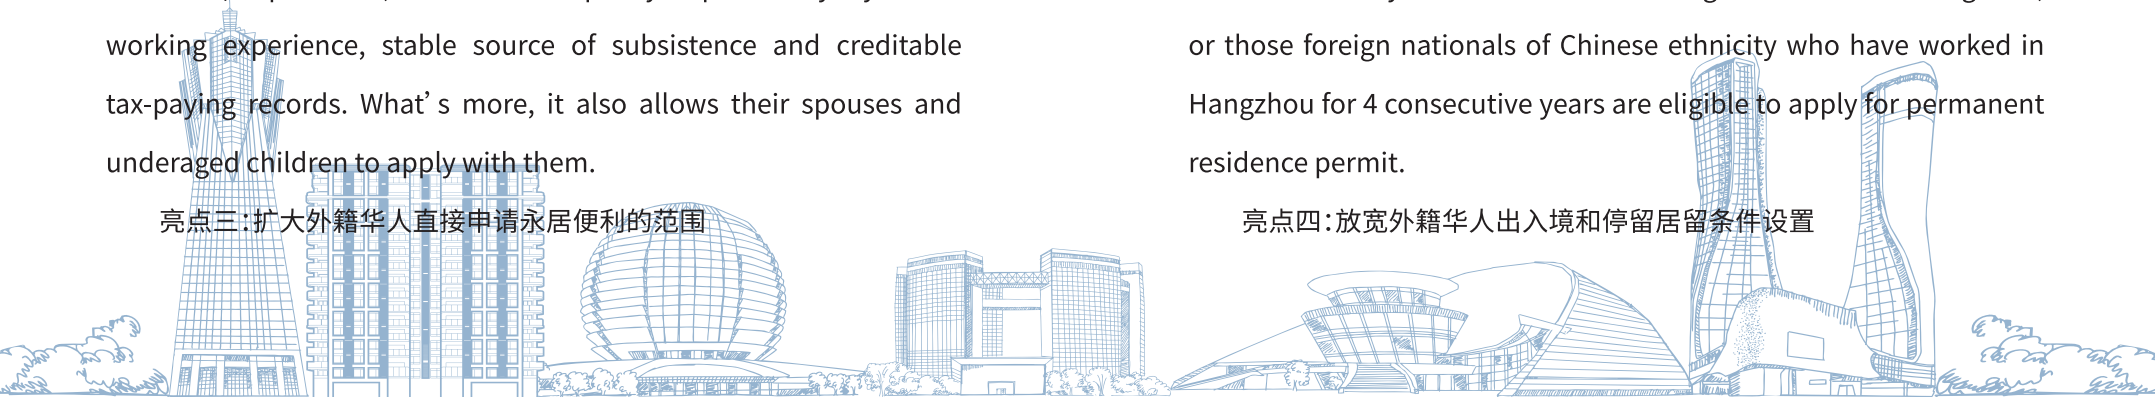 working experience, stable source of subsistence and creditable
tax-paying records. What’s more, it also allows their spouses and
underaged children to apply with them.
亮点三：扩大外籍华人直接申请永居便利的范围
or those foreign nationals of Chinese ethnicity who have worked in
Hangzhou for 4 consecutive years are eligible to apply for permanent
residence permit.
亮点四：放宽外籍华人出入境和停留居留条件设置